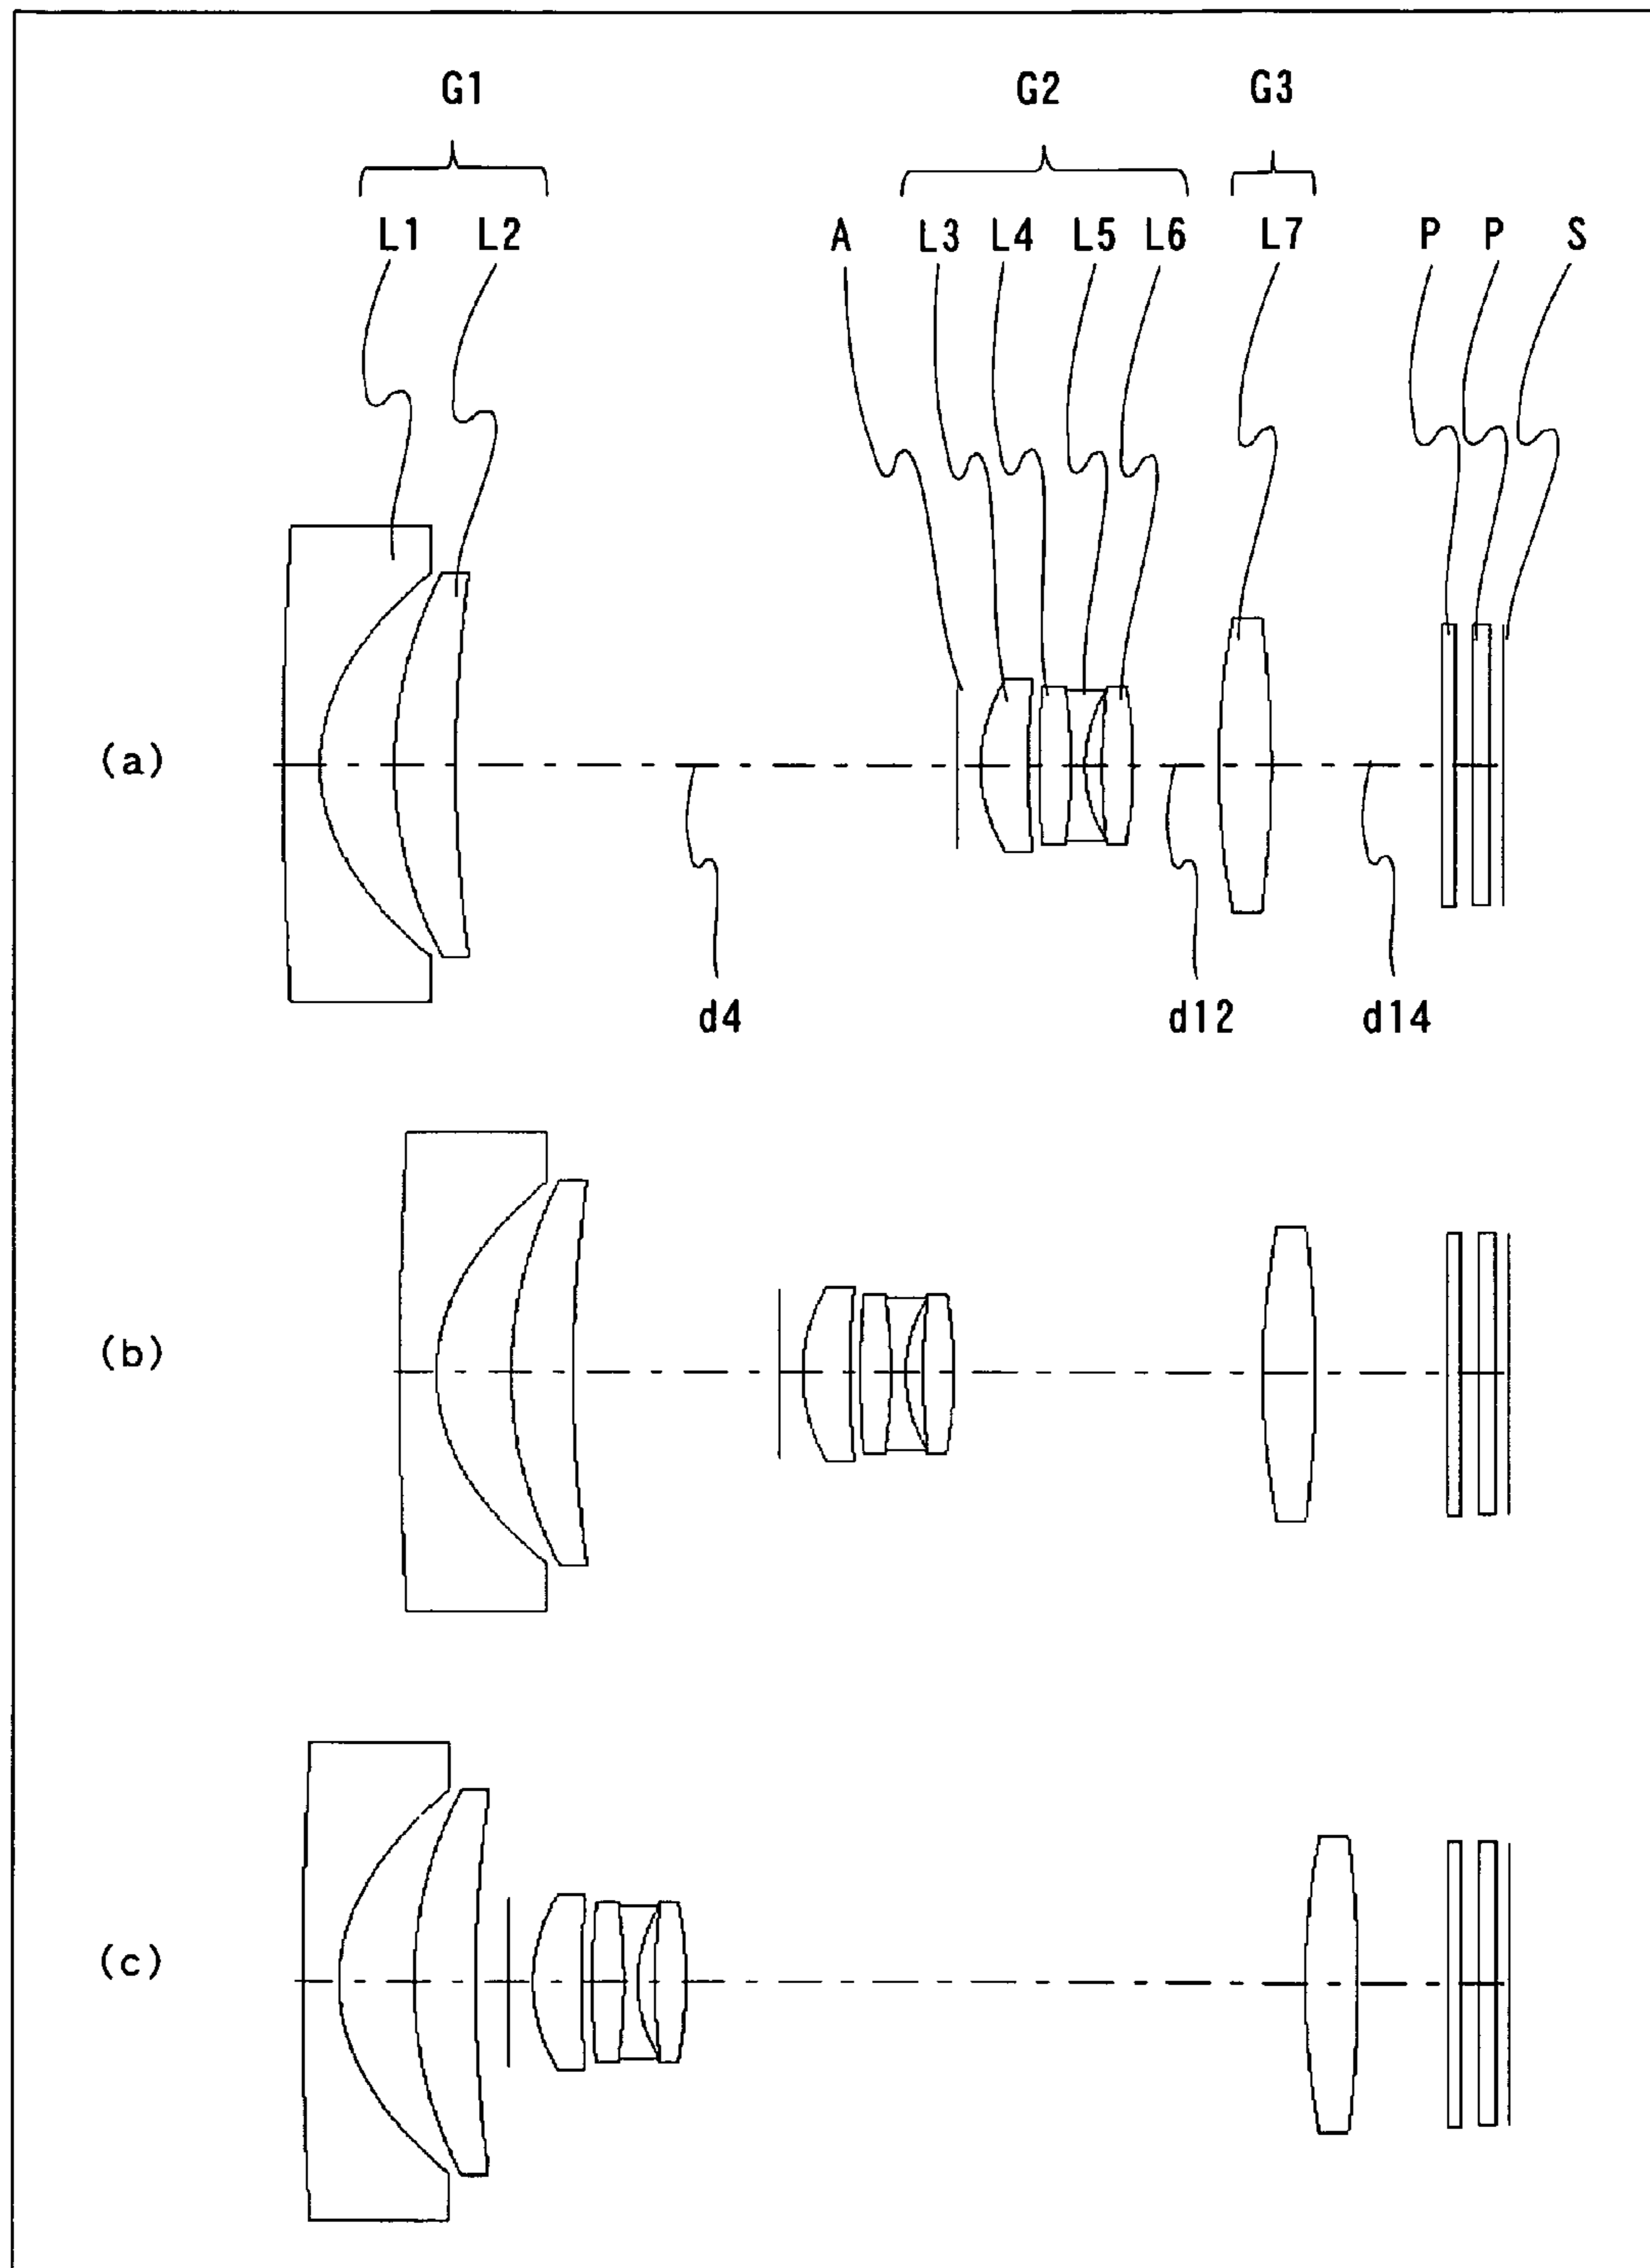 G1 G2 G3
L1 L2 A L3 L4 L5 L6 L7 P P S
(a)
d4 d12 d14
(b)
(c)